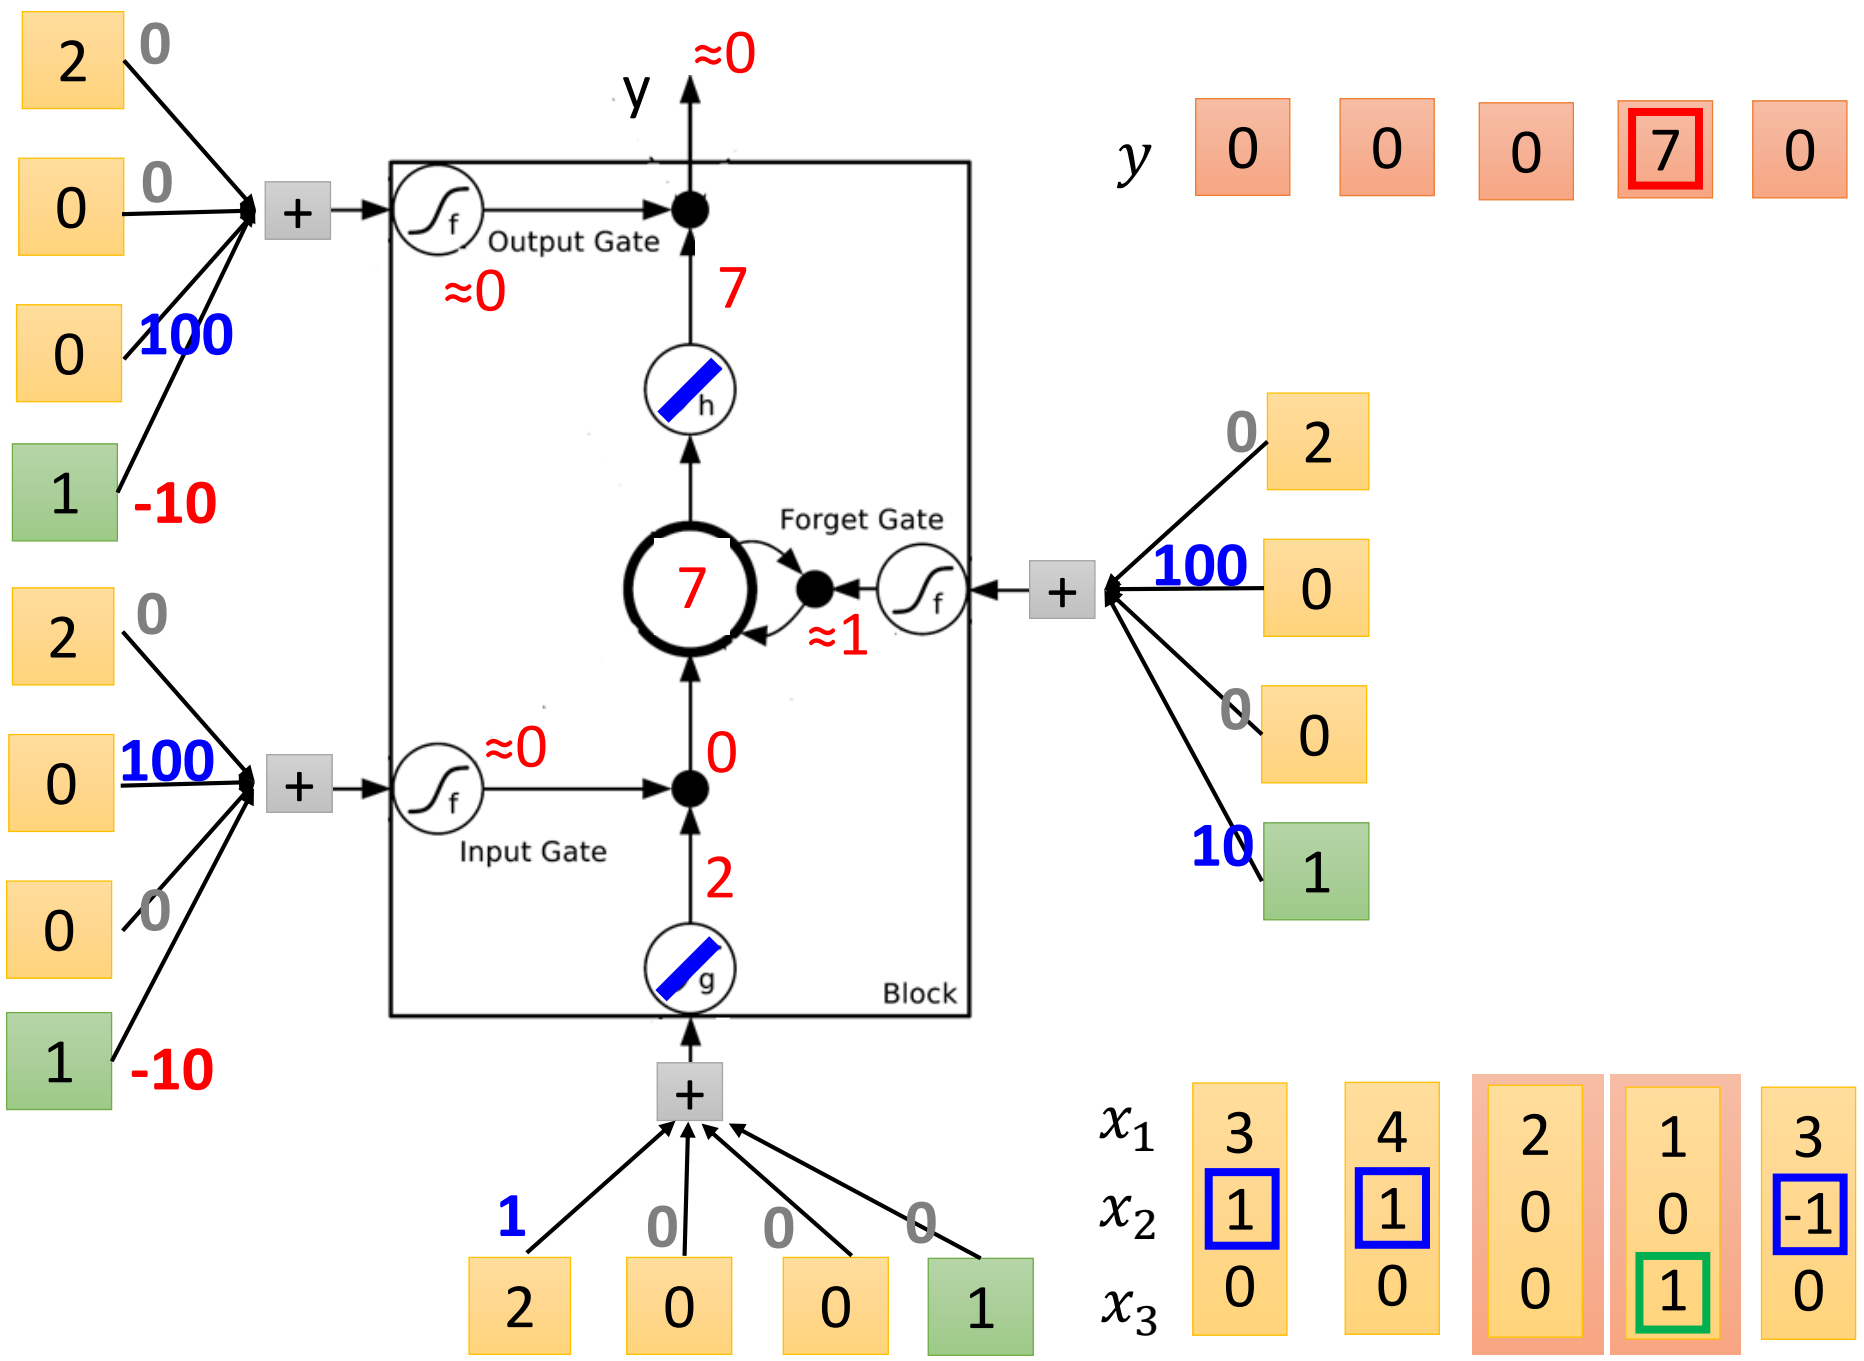 2 0
0 0
0 100
1 -10
+
f
Output Gate
≈0
y ≈0
7
h
y 0 0 0 7 0
2 0
0 100
0 0
1 -10
+
f
≈0
Input Gate
7
Forget Gate
f
≈1
0
2
g
Block
+
0 2
100 0
0 0
10 1
+
1 0 0 0
2 0 0 1
x₁ 3 4 2 1 3
x₂ 1 1 0 0 -1
x₃ 0 0 0 1 0